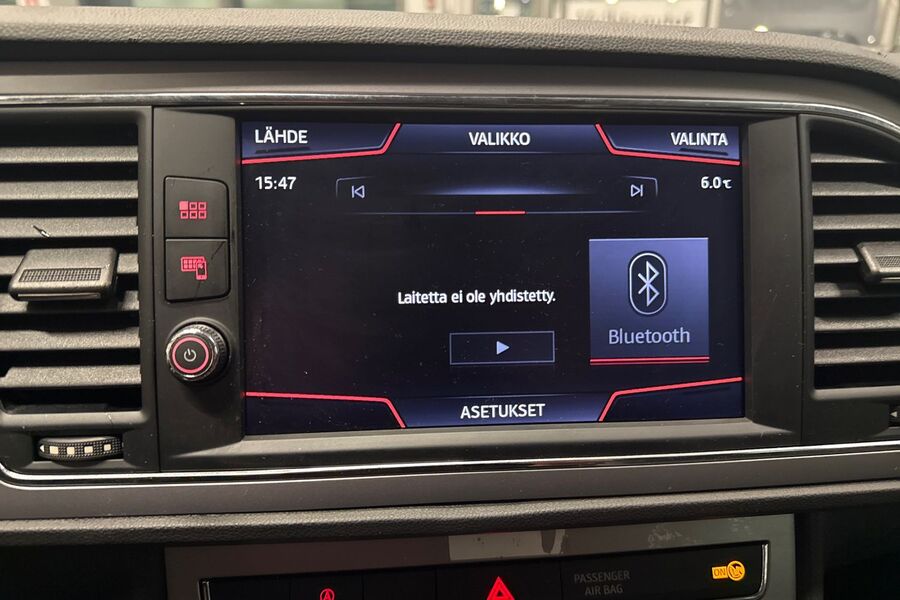 LÄHDE
VALIKKO
VALINTA
15:47
6.0°C
Laitetta ei ole yhdistetty.
Bluetooth
ASETUKSET
PASSENGER
AIR BAG
ON